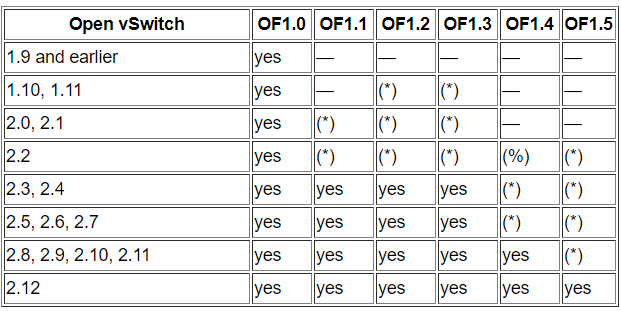 Open vSwitch OF1.0 OF1.1 OF1.2 OF1.3 OF1.4 OF1.5
1.9 and earlier yes — — — — —
1.10, 1.11 yes — (*) (*) — —
2.0, 2.1 yes (*) (*) (*) — —
2.2 yes (*) (*) (*) (%) (*)
2.3, 2.4 yes yes yes yes (*) (*)
2.5, 2.6, 2.7 yes yes yes yes (*) (*)
2.8, 2.9, 2.10, 2.11 yes yes yes yes yes (*)
2.12 yes yes yes yes yes yes